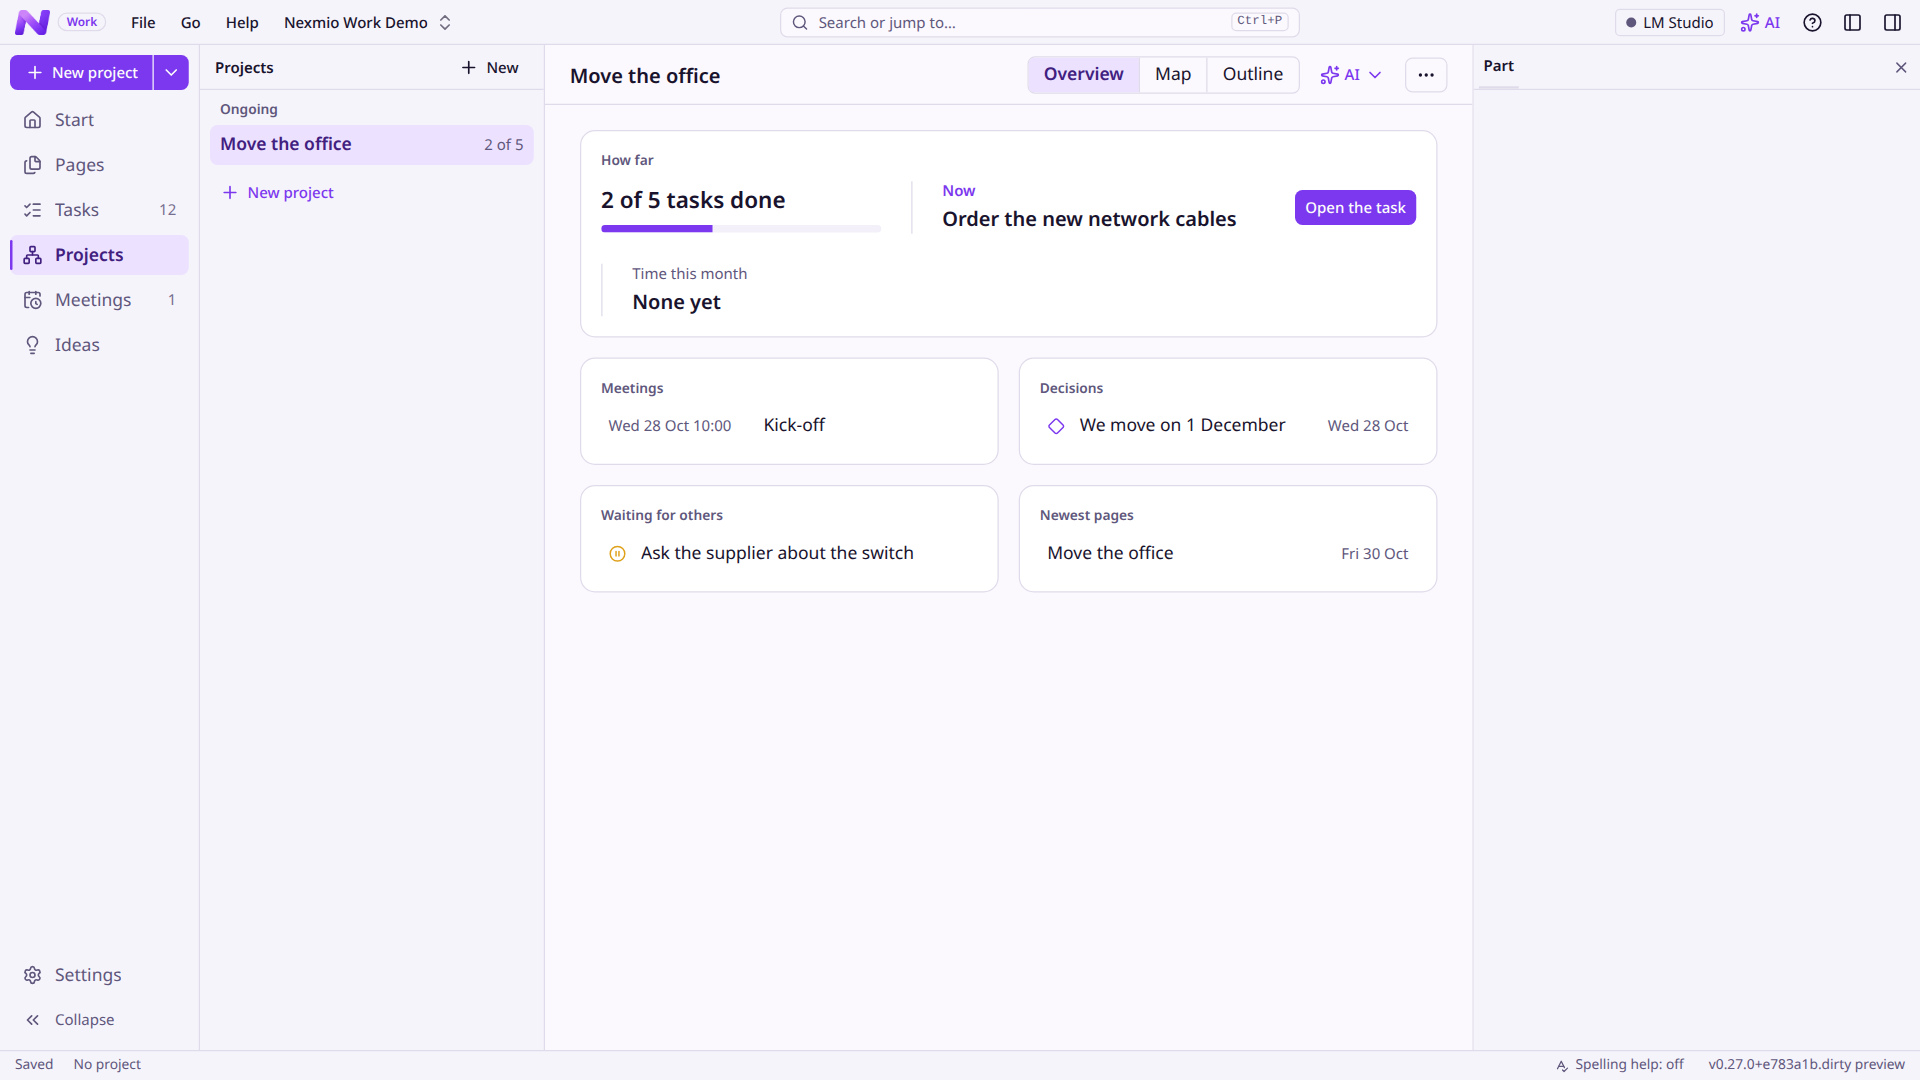 Work File Go Help Nexmio Work Demo Search or jump to... Ctrl+P LM Studio AI
New project
Start
Pages
Tasks 12
Projects
Meetings 1
Ideas
Settings
Collapse
Projects New
Ongoing
Move the office 2 of 5
New project
Move the office Overview Map Outline AI
How far
2 of 5 tasks done
Now
Order the new network cables
Open the task
Time this month
None yet
Meetings
Wed 28 Oct 10:00 Kick-off
Decisions
We move on 1 December Wed 28 Oct
Waiting for others
Ask the supplier about the switch
Newest pages
Move the office Fri 30 Oct
Part
Saved No project Spelling help: off v0.27.0+e783a1b.dirty preview